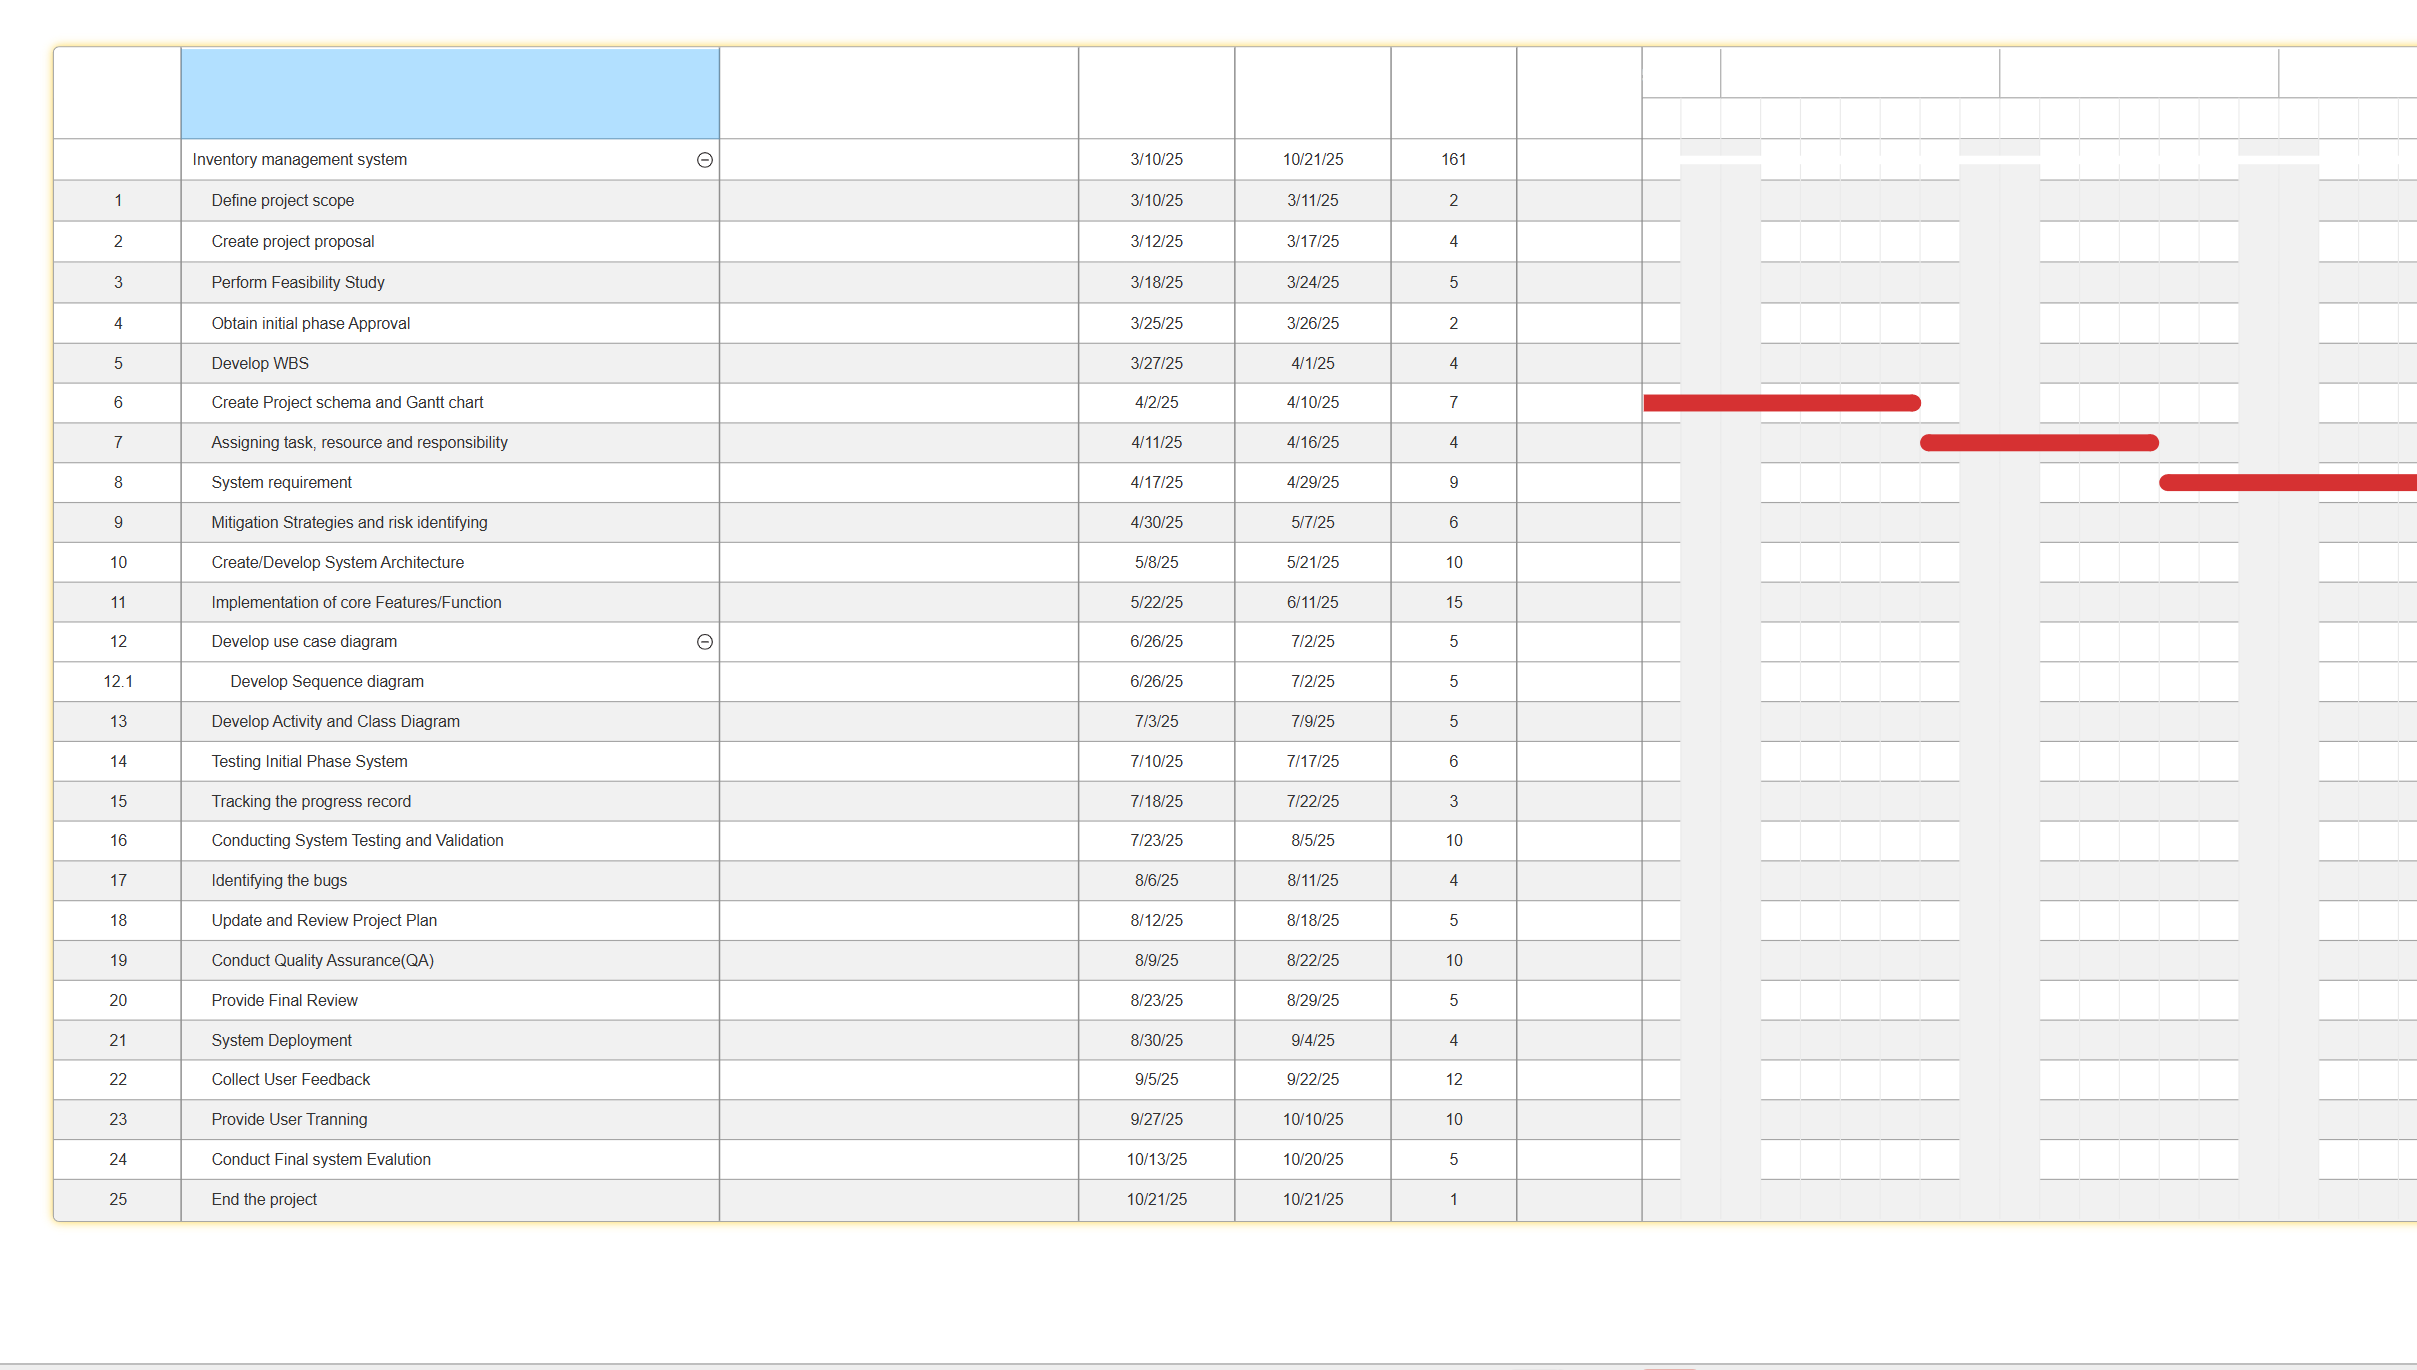 Inventory management system 3/10/25 10/21/25 161
1 Define project scope 3/10/25 3/11/25 2
2 Create project proposal 3/12/25 3/17/25 4
3 Perform Feasibility Study 3/18/25 3/24/25 5
4 Obtain initial phase Approval 3/25/25 3/26/25 2
5 Develop WBS 3/27/25 4/1/25 4
6 Create Project schema and Gantt chart 4/2/25 4/10/25 7
7 Assigning task, resource and responsibility 4/11/25 4/16/25 4
8 System requirement 4/17/25 4/29/25 9
9 Mitigation Strategies and risk identifying 4/30/25 5/7/25 6
10 Create/Develop System Architecture 5/8/25 5/21/25 10
11 Implementation of core Features/Function 5/22/25 6/11/25 15
12 Develop use case diagram 6/26/25 7/2/25 5
12.1 Develop Sequence diagram 6/26/25 7/2/25 5
13 Develop Activity and Class Diagram 7/3/25 7/9/25 5
14 Testing Initial Phase System 7/10/25 7/17/25 6
15 Tracking the progress record 7/18/25 7/22/25 3
16 Conducting System Testing and Validation 7/23/25 8/5/25 10
17 Identifying the bugs 8/6/25 8/11/25 4
18 Update and Review Project Plan 8/12/25 8/18/25 5
19 Conduct Quality Assurance(QA) 8/9/25 8/22/25 10
20 Provide Final Review 8/23/25 8/29/25 5
21 System Deployment 8/30/25 9/4/25 4
22 Collect User Feedback 9/5/25 9/22/25 12
23 Provide User Tranning 9/27/25 10/10/25 10
24 Conduct Final system Evalution 10/13/25 10/20/25 5
25 End the project 10/21/25 10/21/25 1